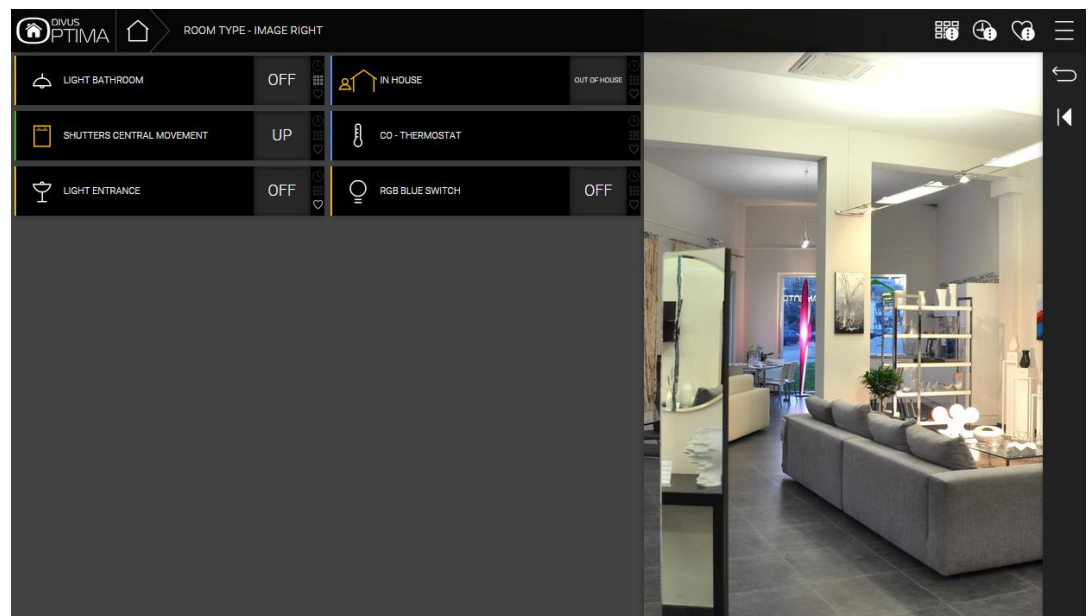 DIVUS
OPTIMA
ROOM TYPE - IMAGE RIGHT
LIGHT BATHROOM OFF
IN HOUSE OUT OF HOUSE
SHUTTERS CENTRAL MOVEMENT UP
CO - THERMOSTAT
LIGHT ENTRANCE OFF
RGB BLUE SWITCH OFF